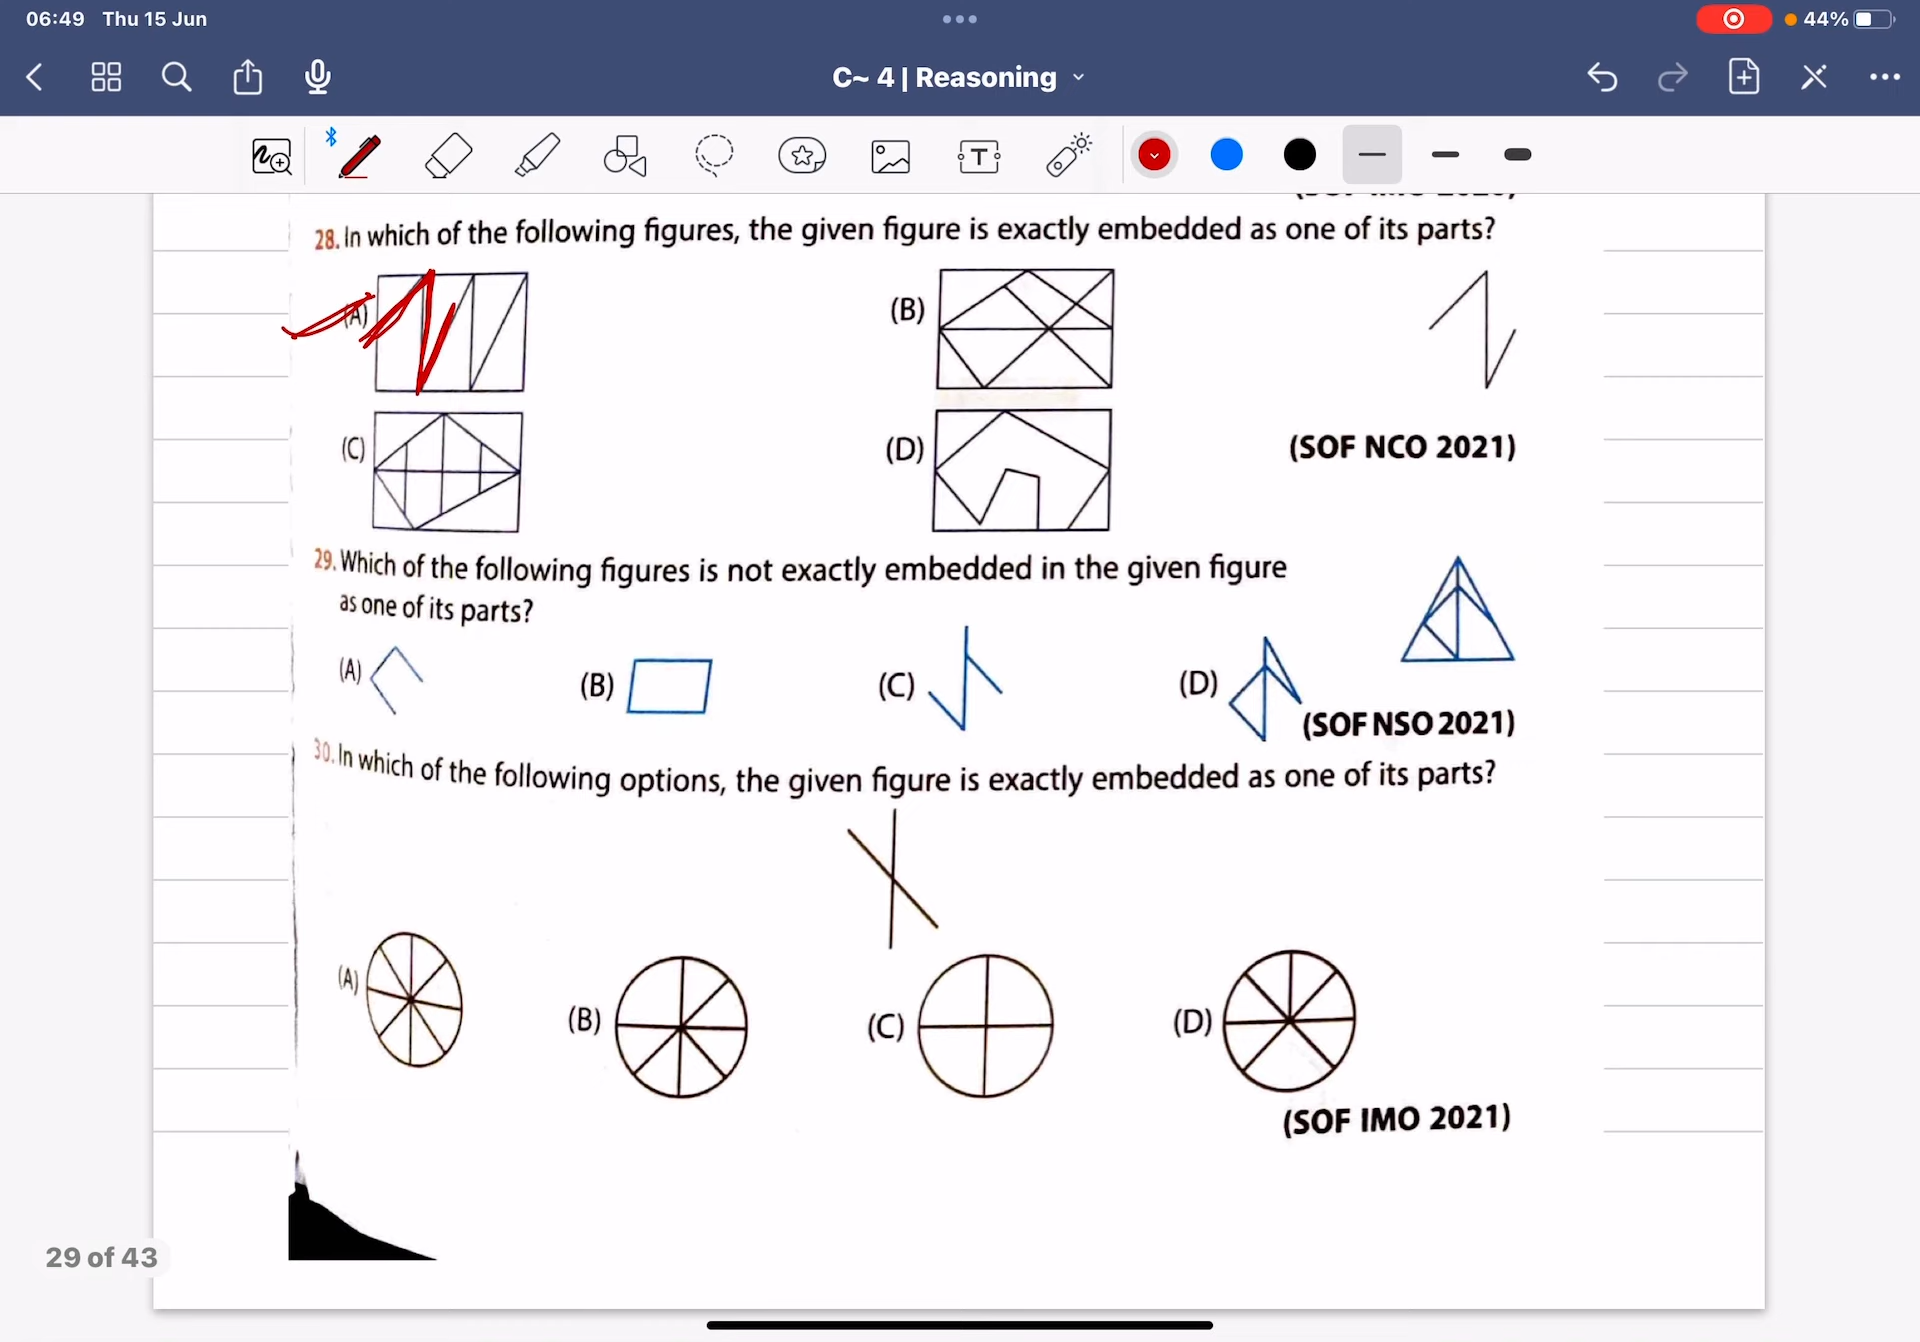 06:49 Thu 15 Jun
44%
C~ 4 | Reasoning
T
28. In which of the following figures, the given figure is exactly embedded as one of its parts?
(A)
(B)
(C)
(D)
(SOF NCO 2021)
29. Which of the following figures is not exactly embedded in the given figure
as one of its parts?
(A)
(B)
(C)
(D)
(SOF NSO 2021)
30. In which of the following options, the given figure is exactly embedded as one of its parts?
(A)
(B)
(C)
(D)
(SOF IMO 2021)
29 of 43